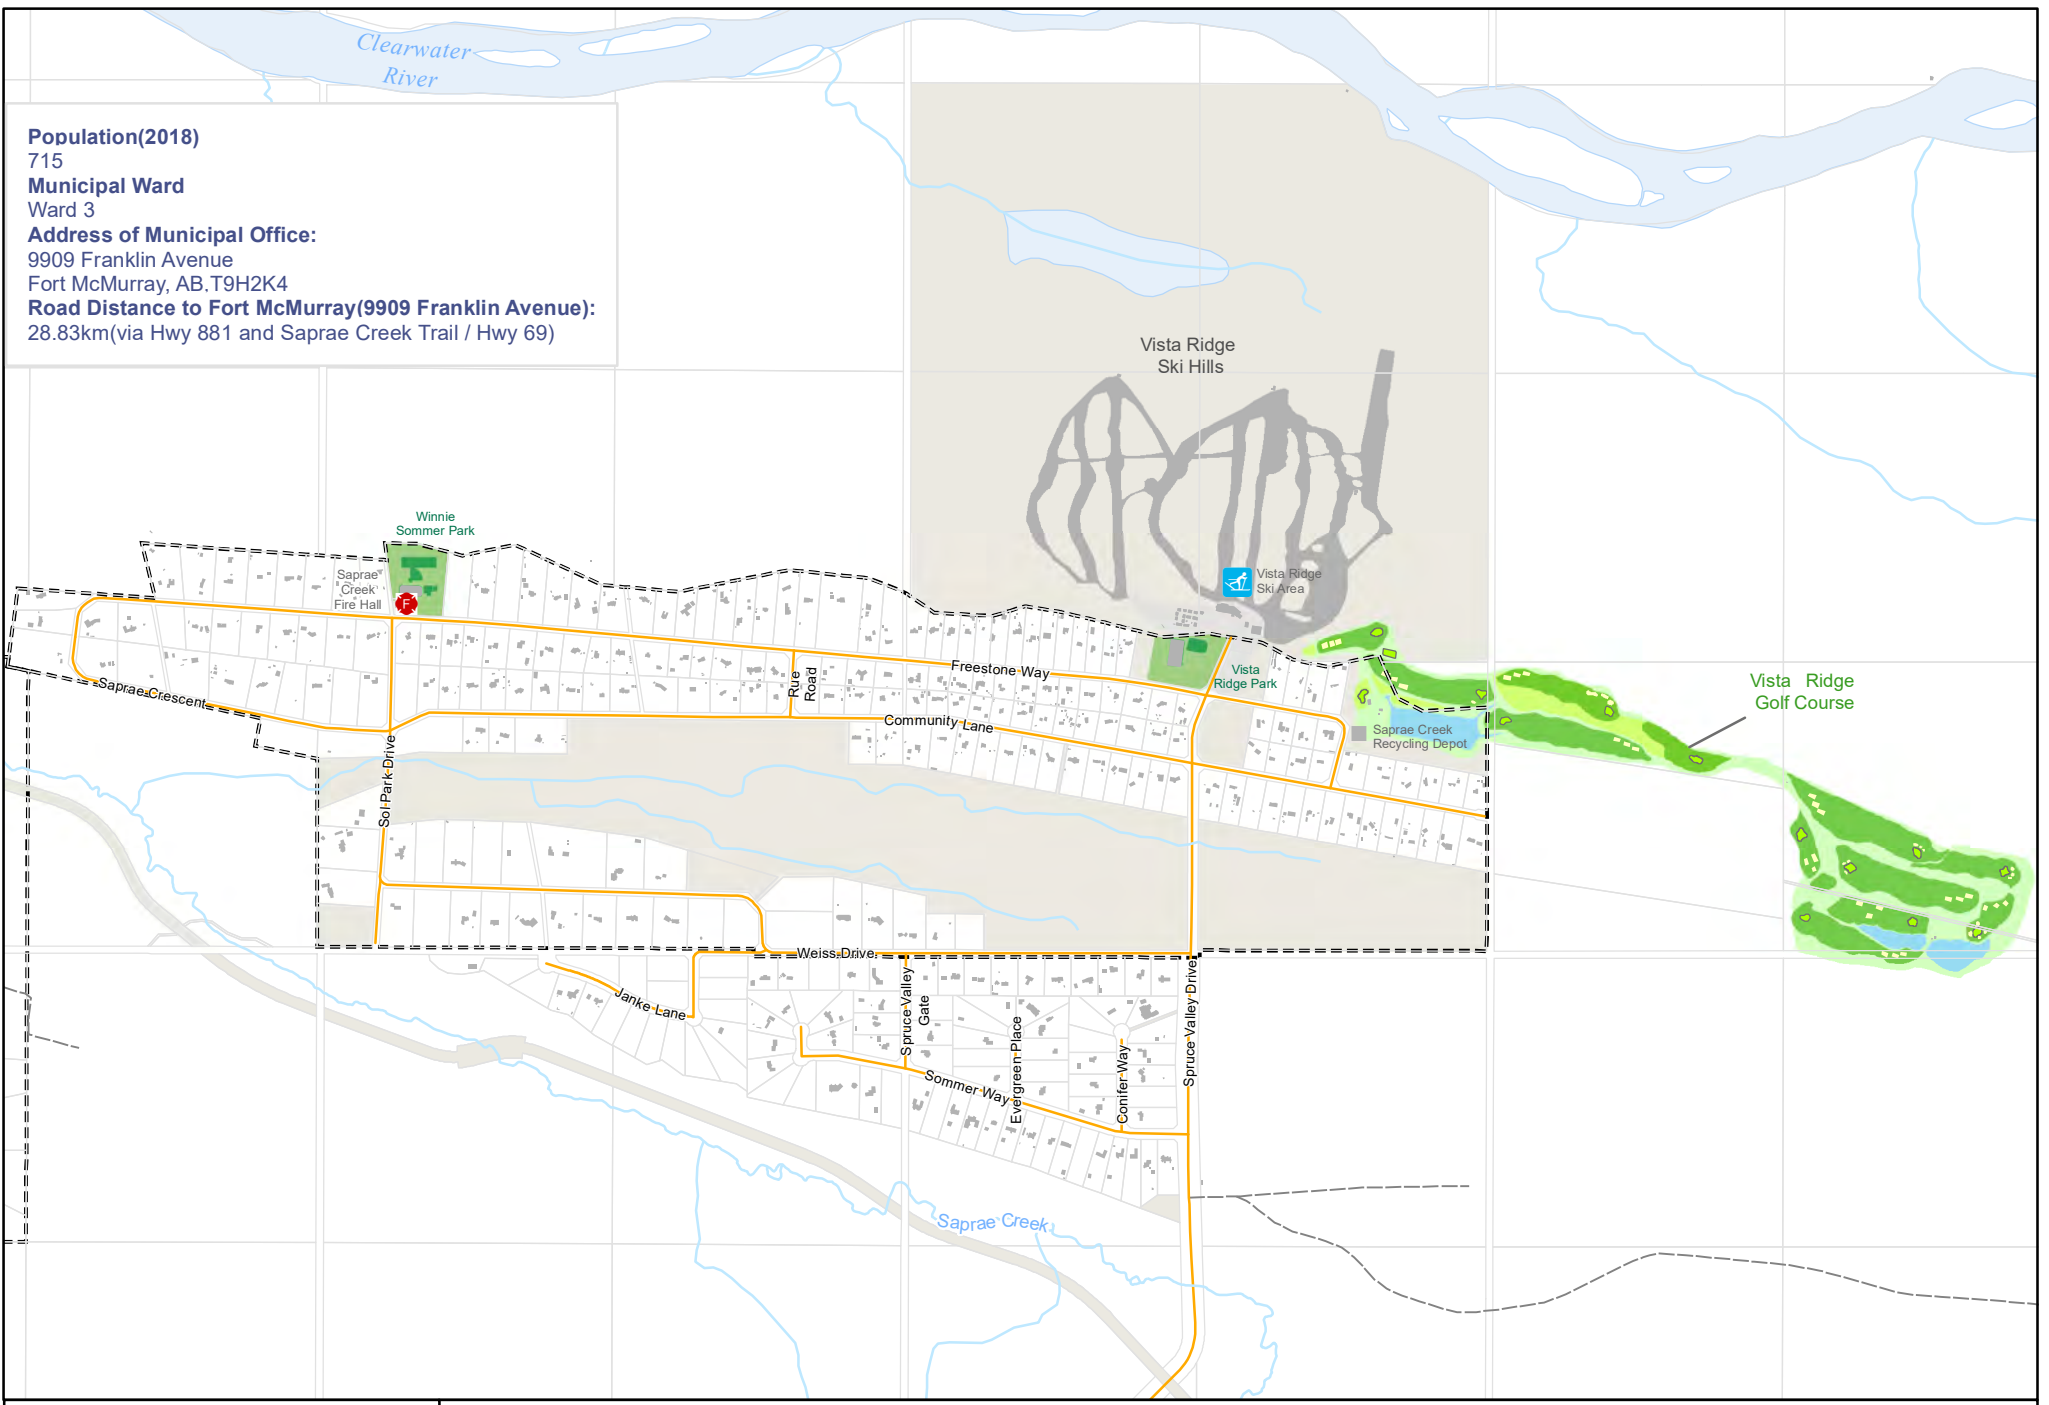 Clearwater
River
Population(2018)
715
Municipal Ward
Ward 3
Address of Municipal Office:
9909 Franklin Avenue
Fort McMurray, AB,T9H2K4
Road Distance to Fort McMurray(9909 Franklin Avenue):
28.83km(via Hwy 881 and Saprae Creek Trail / Hwy 69)
Vista Ridge
Ski Hills
Winnie
Sommer Park
Saprae
Creek
Fire Hall
F
Vista Ridge
Ski Area
Freestone Way
Rue
Road
Vista
Ridge Park
Vista Ridge
Golf Course
Saprae Crescent
Community Lane
Saprae Creek
Recycling Depot
Sol Park Drive
Weiss Drive
Janke Lane
Spruce Valley
Gate
Evergreen Place
Conifer Way
Spruce Valley Drive
Sommer Way
Saprae Creek